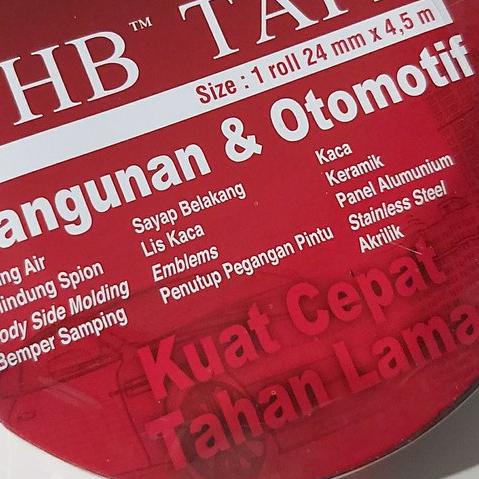 HB™ TAPE
Size : 1 roll 24 mm x 4,5 m
angunan & Otomotif
ng Air
indung Spion
ody Side Molding
Bemper Samping
Sayap Belakang
Lis Kaca
Emblems
Penutup Pegangan Pintu
Kaca
Keramik
Panel Alumunium
Stainless Steel
Akrilik
Kuat Cepat
Tahan Lama